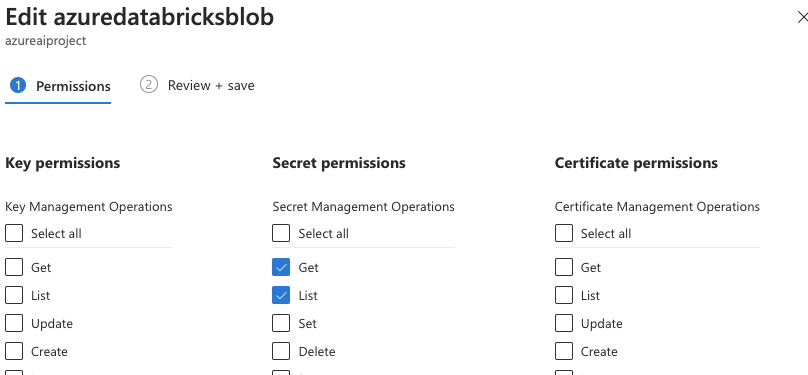 Edit azuredatabricksblob
azureaiproject
1 Permissions
2 Review + save
Key permissions
Secret permissions
Certificate permissions
Key Management Operations
Secret Management Operations
Certificate Management Operations
Select all
Select all
Select all
Get
Get
Get
List
List
List
Update
Set
Update
Create
Delete
Create